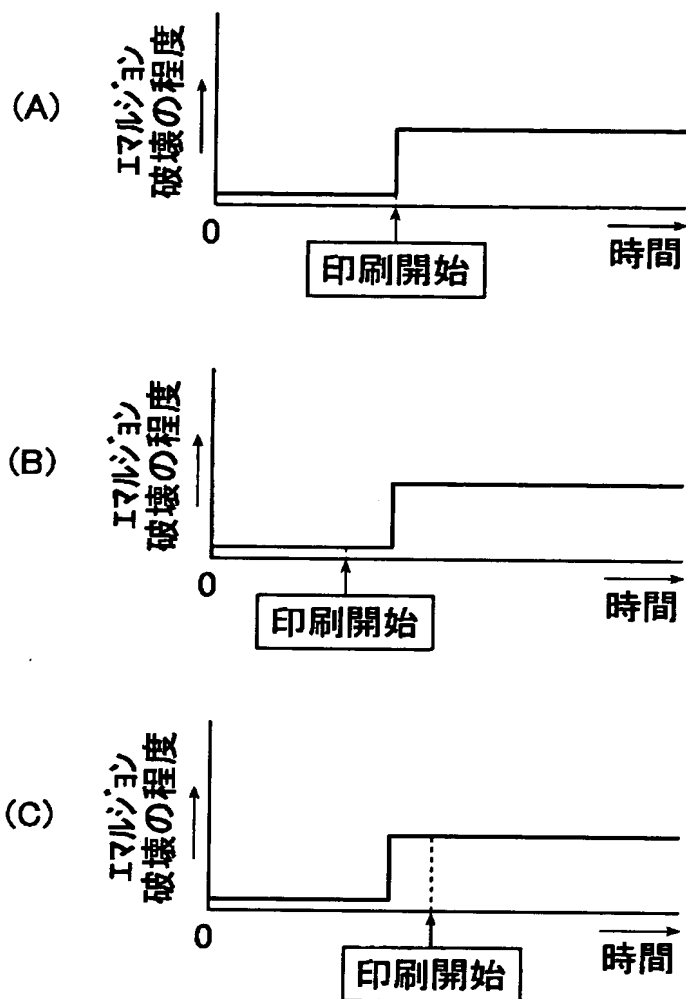 (A)
エマルジョン
破壊の程度
0
時間
印刷開始
(B)
エマルジョン
破壊の程度
0
時間
印刷開始
(C)
エマルジョン
破壊の程度
0
時間
印刷開始